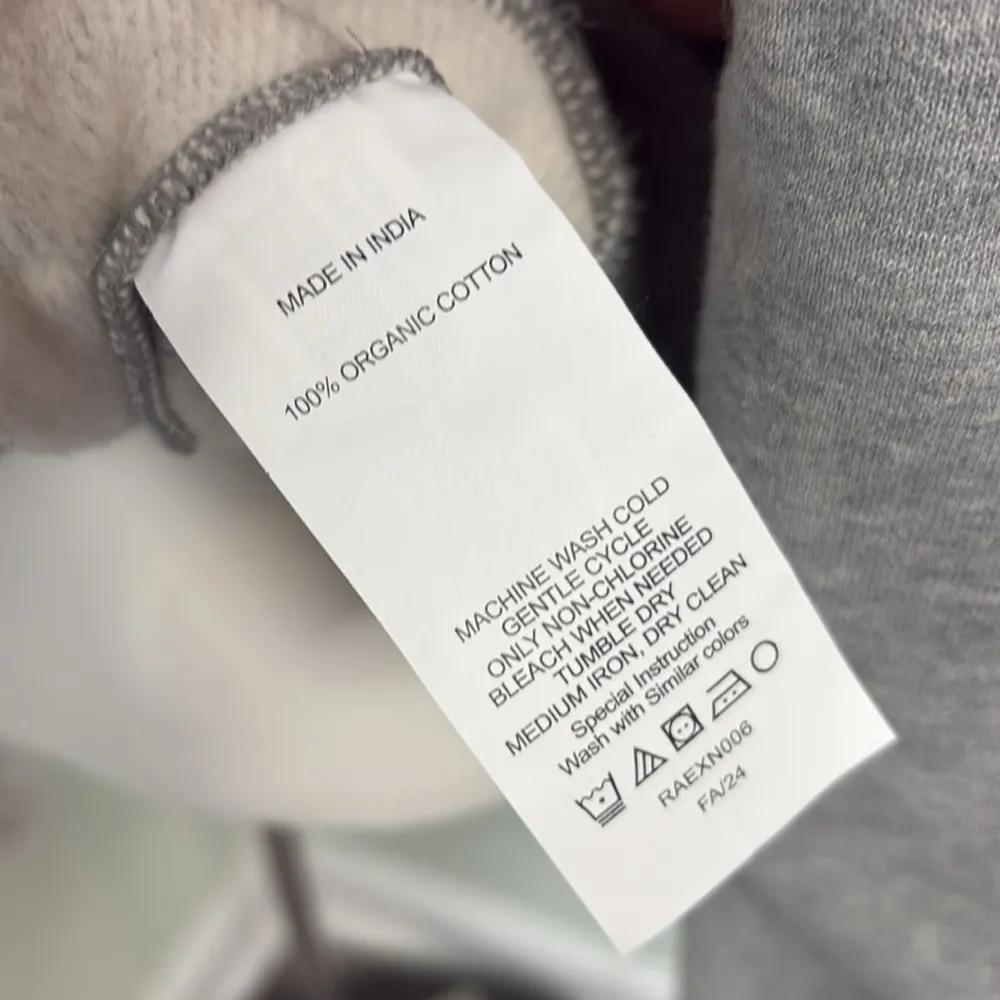 MADE IN INDIA
100% ORGANIC COTTON
MACHINE WASH COLD
GENTLE CYCLE
ONLY NON-CHLORINE
BLEACH WHEN NEEDED
TUMBLE DRY
MEDIUM IRON, DRY CLEAN
Special Instruction
Wash with Similar colors
RAEXN006
FA/24